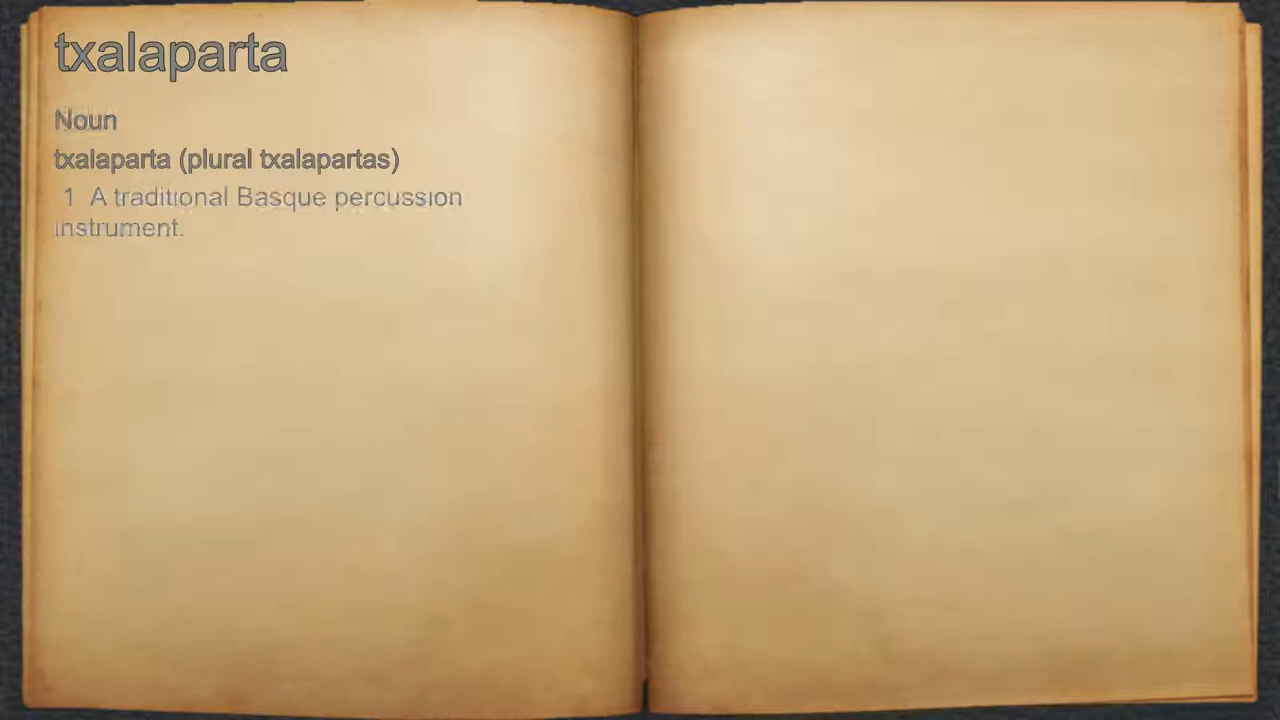 txalaparta
Noun
txalaparta (plural txalapartas)
1 A traditional Basque percussion
instrument.